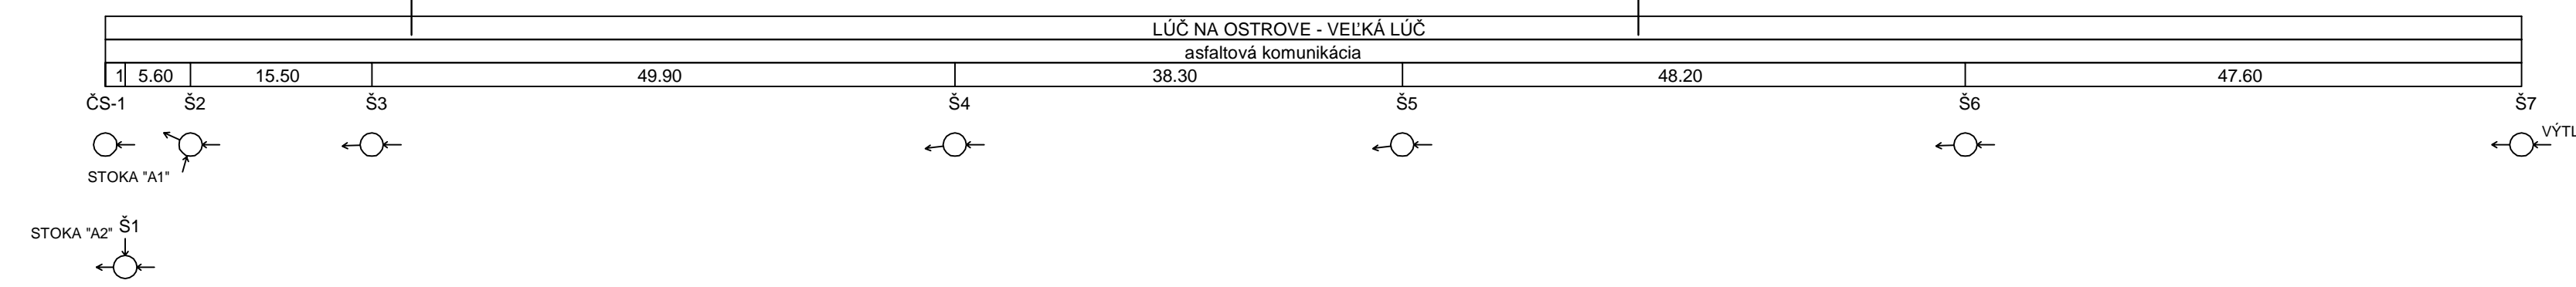 LÚČ NA OSTROVE - VEĽKÁ LÚČ
asfaltová komunikácia
1 5.60 15.50 49.90 38.30 48.20 47.60
ČS-1 Š2 Š3 Š4 Š5 Š6 Š7
VÝTL
STOKA "A1"
STOKA "A2" Š1